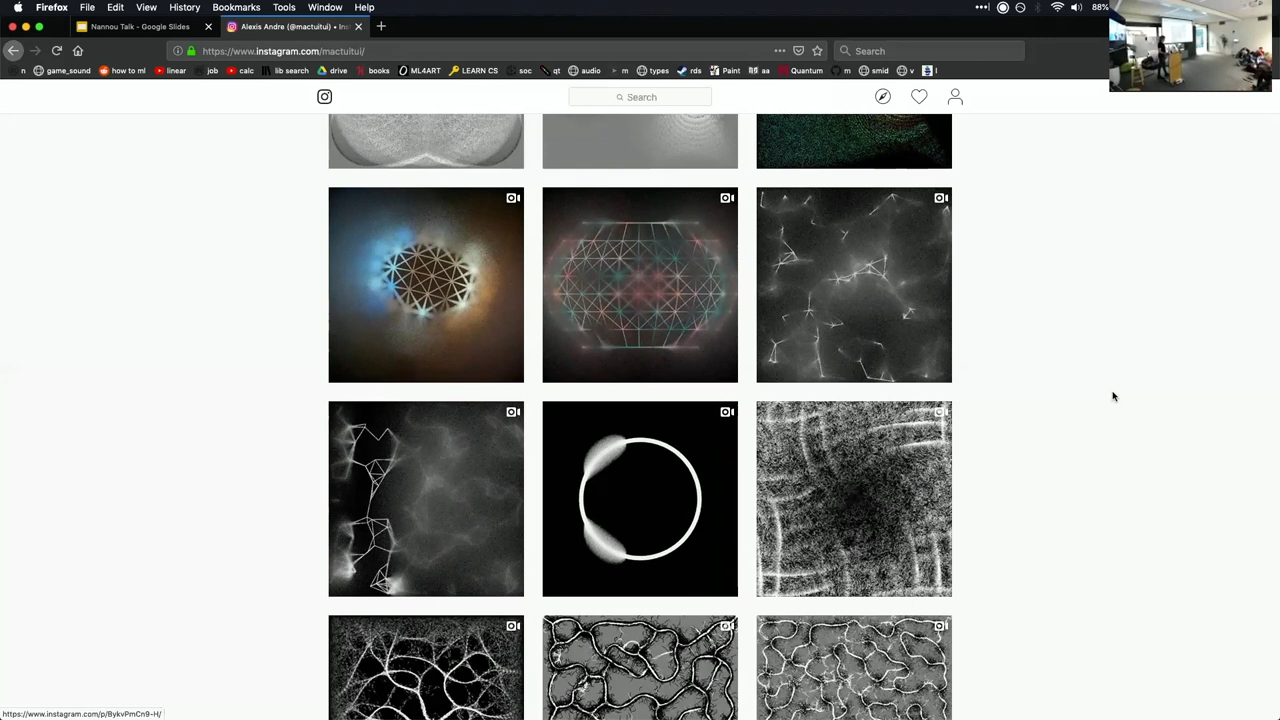 Firefox File Edit View History Bookmarks Tools Window Help 88%
Nannou Talk - Google Slides Alexis Andre (@mactuitui) • Ins
https://www.instagram.com/mactuitui/ Search
n game_sound how to ml linear job calc lib search drive books ML4ART LEARN CS soc qt audio m types rds Paint aa Quantum m smid v
Search
https://www.instagram.com/p/BykvPmCn9-H/